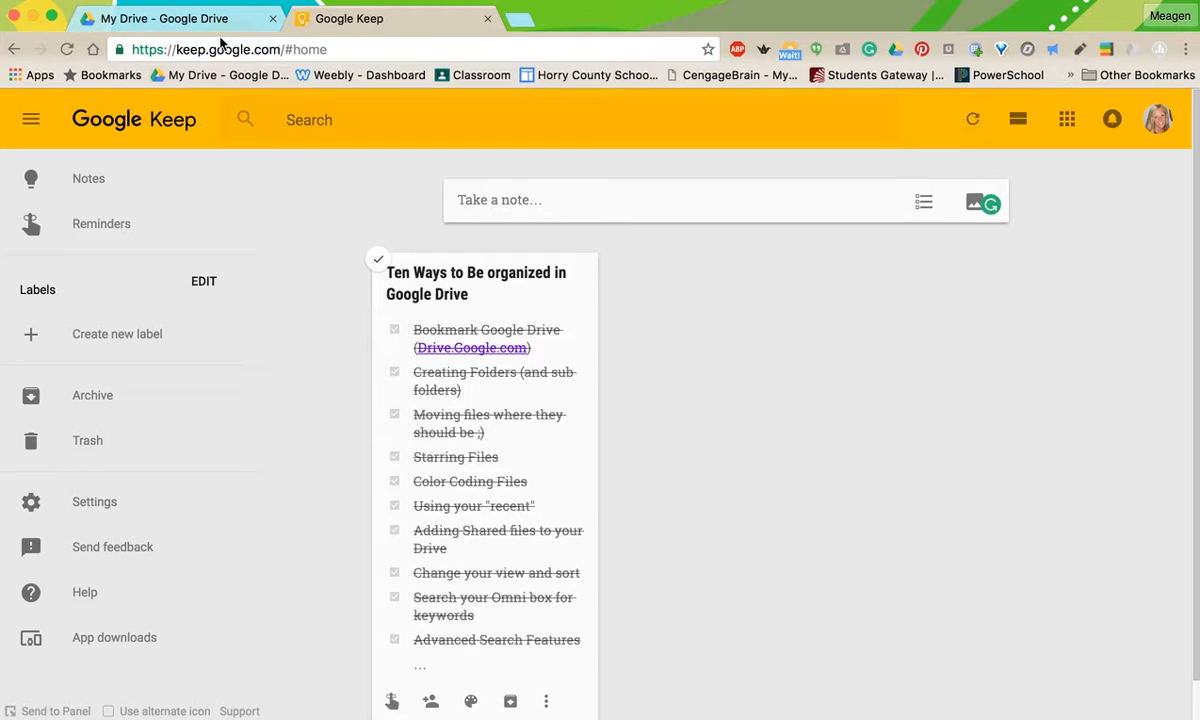 My Drive - Google Drive
Google Keep
Meagen
https://keep.google.com/#home
ABP
Wait!
Apps
Bookmarks
My Drive - Google D...
Weebly - Dashboard
Classroom
Horry County Schoo...
CengageBrain - My...
Students Gateway |...
PowerSchool
»
Other Bookmarks
Google Keep
Search
Notes
Reminders
Labels
EDIT
Create new label
Archive
Trash
Settings
Send feedback
Help
App downloads
Take a note...
Ten Ways to Be organized in
Google Drive
Bookmark Google Drive
(Drive.Google.com)
Creating Folders (and sub
folders)
Moving files where they
should be ;)
Starring Files
Color Coding Files
Using your "recent"
Adding Shared files to your
Drive
Change your view and sort
Search your Omni box for
keywords
Advanced Search Features
...
Send to Panel
Use alternate icon
Support